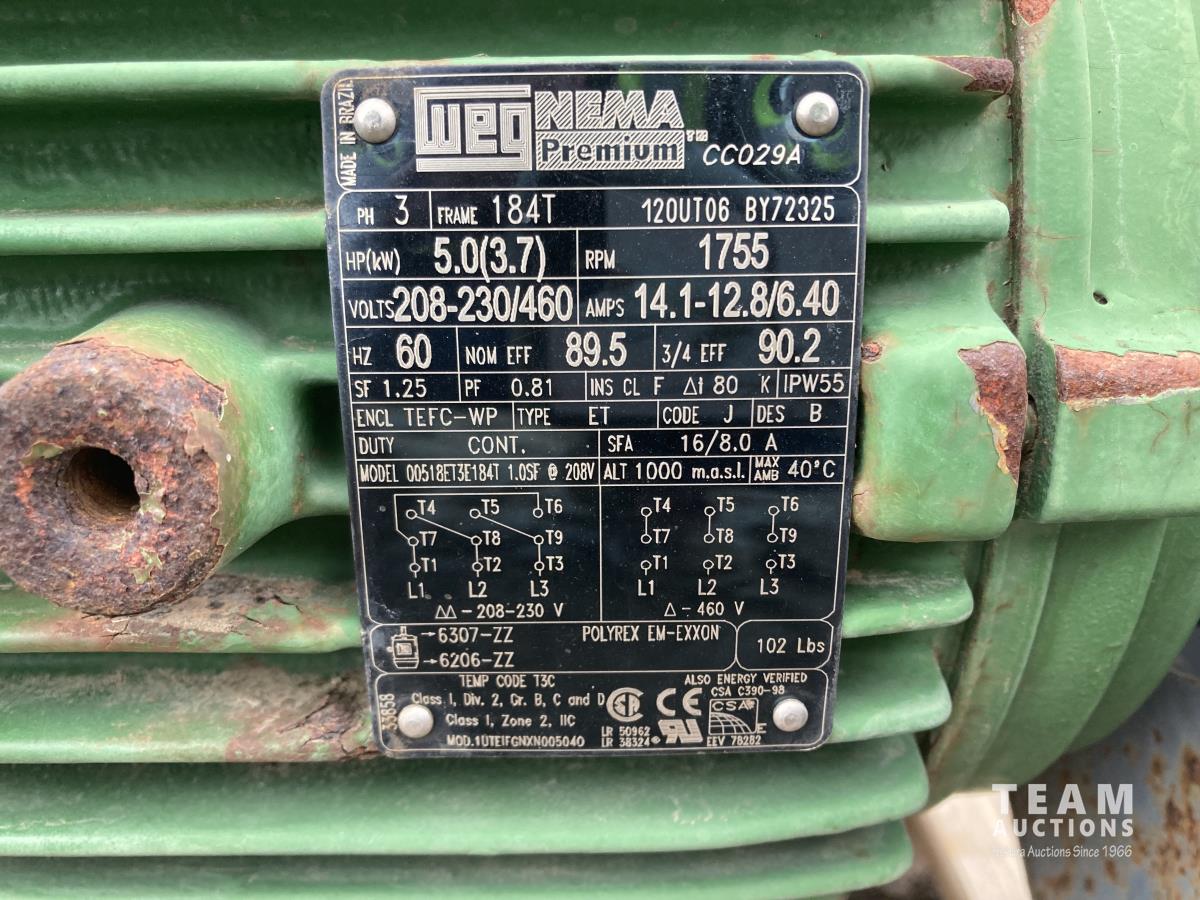 MADE IN BRAZIL
WEG NEMA Premium™ CC029A
PH 3 FRAME 184T 120UT06 BY72325
HP(kW) 5.0(3.7) RPM 1755
VOLTS 208-230/460 AMPS 14.1-12.8/6.40
HZ 60 NOM EFF 89.5 3/4 EFF 90.2
SF 1.25 PF 0.81 INS CL F Δt 80 K IPW55
ENCL TEFC-WP TYPE ET CODE J DES B
DUTY CONT. SFA 16/8.0 A
MODEL 00518ET3E184T 1.0SF @ 208V ALT 1000 m.a.s.l. MAX AMB 40°C
T4 T5 T6 T4 T5 T6
T7 T8 T9 T7 T8 T9
T1 T2 T3 T1 T2 T3
L1 L2 L3 L1 L2 L3
ΔΔ - 208-230 V Δ - 460 V
→6307-ZZ POLYREX EM-EXXON
→6206-ZZ 102 Lbs
TEMP CODE T3C ALSO ENERGY VERIFIED
Class I, Div. 2, Gr. B, C and D CSA C390-98
Class I, Zone 2, IIC
MOD.1UTEIFGNXN005040
33858
CE
CSA E
LR 50962
LR 38324
EEV 78282
TEAM
AUCTIONS
Auctions Since 1966